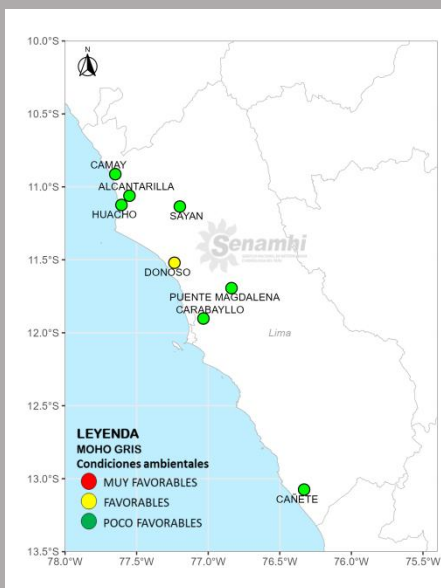 10.0°S
N
10.5°S
CAMAY
11.0°S
ALCANTARILLA
HUACHO
SAYAN
Senamhi
11.5°S
DONOSO
PUENTE MAGDALENA
CARABAYLLO
12.0°S
Lima
12.5°S
LEYENDA
MOHO GRIS
Condiciones ambientales
MUY FAVORABLES
FAVORABLES
POCO FAVORABLES
13.0°S
CAÑETE
13.5°S
78.0°W 77.5°W 77.0°W 76.5°W 76.0°W 75.5°W